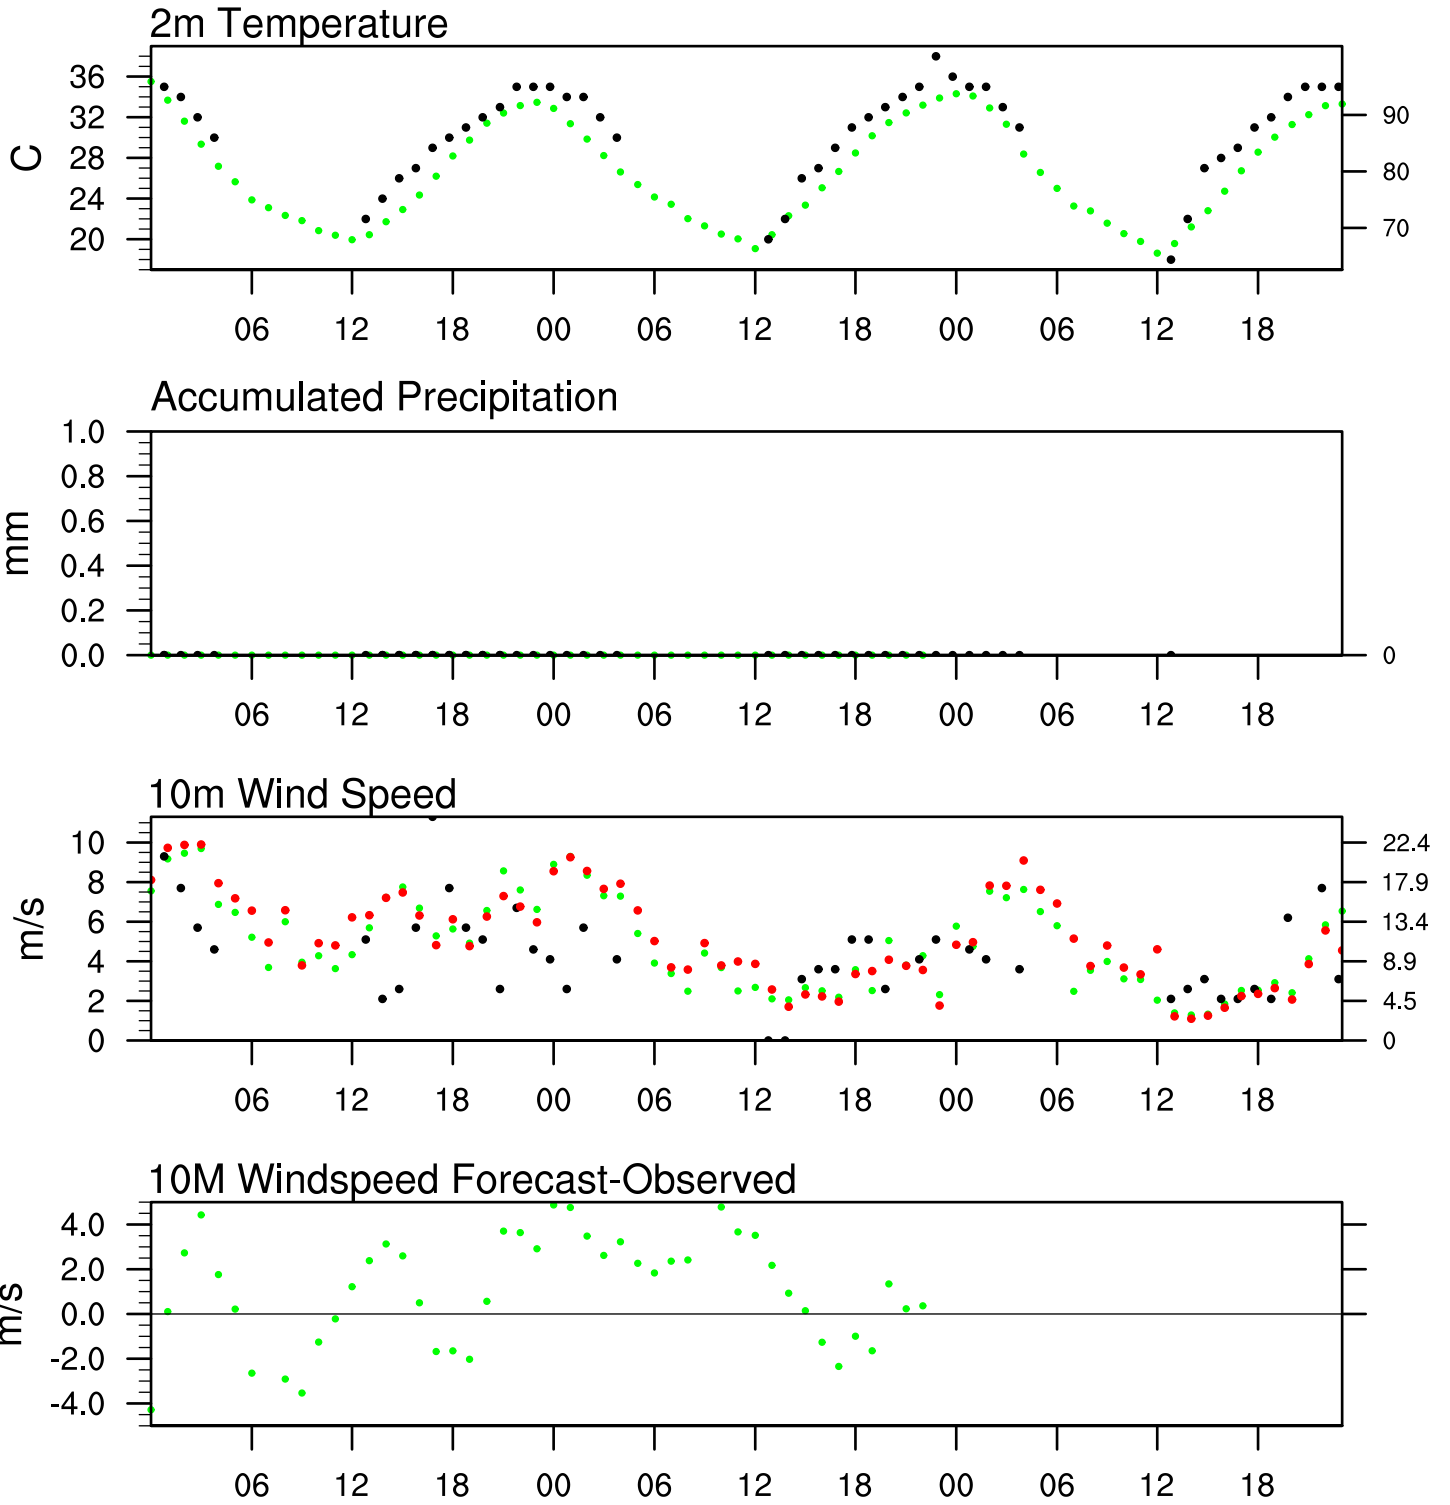 2m Temperature
36
32
28
24
20
C
90
80
70
06 12 18 00 06 12 18 00 06 12 18
Accumulated Precipitation
1.0
0.8
0.6
0.4
0.2
0.0
mm
0
06 12 18 00 06 12 18 00 06 12 18
10m Wind Speed
10
8
6
4
2
0
m/s
22.4
17.9
13.4
8.9
4.5
0
06 12 18 00 06 12 18 00 06 12 18
10M Windspeed Forecast-Observed
4.0
2.0
0.0
-2.0
-4.0
m/s
06 12 18 00 06 12 18 00 06 12 18